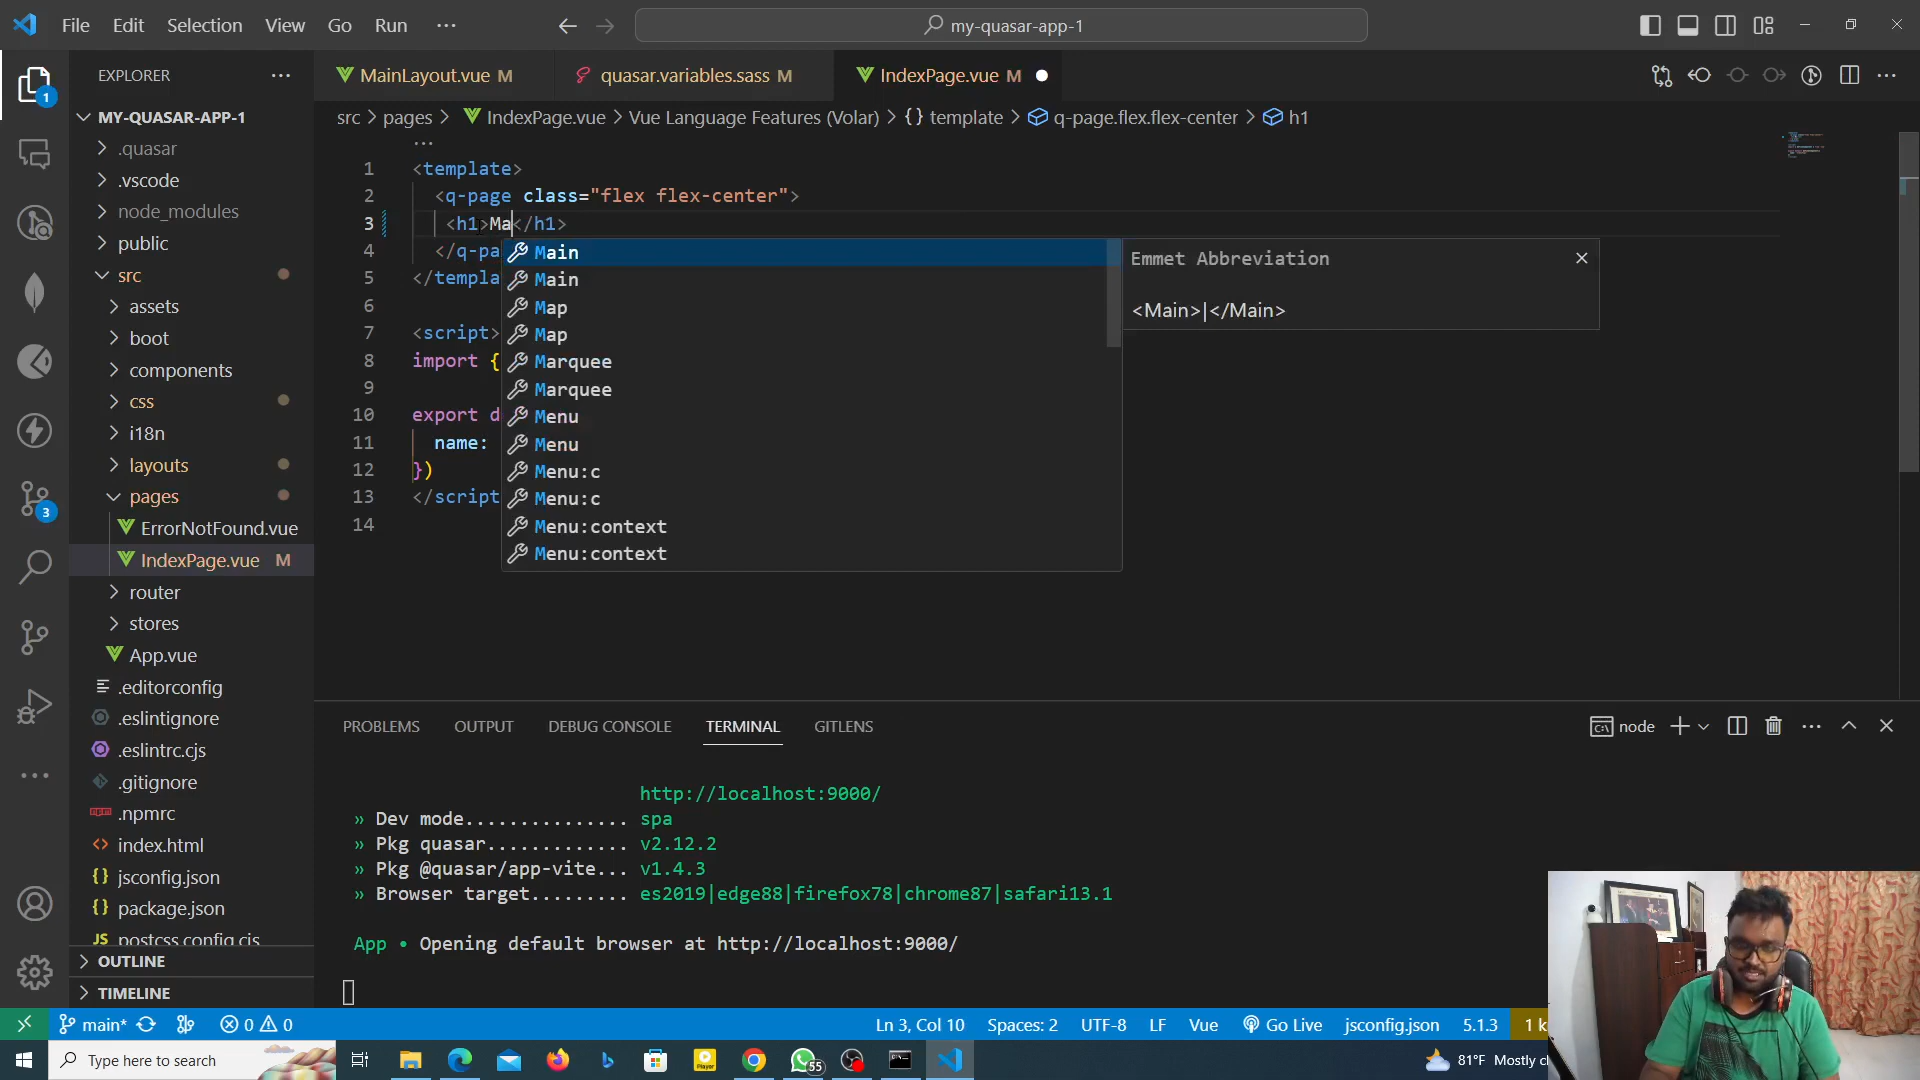 File Edit Selection View Go Run ···
my-quasar-app-1
EXPLORER
MainLayout.vue M
quasar.variables.sass M
IndexPage.vue M
src > pages > IndexPage.vue > Vue Language Features (Volar) > {} template > q-page.flex.flex-center > h1
MY-QUASAR-APP-1
.quasar
.vscode
node_modules
public
src
assets
boot
components
css
i18n
layouts
pages
ErrorNotFound.vue
IndexPage.vue M
router
stores
App.vue
.editorconfig
.eslintignore
.eslintrc.cjs
.gitignore
.npmrc
index.html
jsconfig.json
package.json
postcss.config.cjs
OUTLINE
TIMELINE
1
3
1 <template>
2 <q-page class="flex flex-center">
3 <h1>Ma</h1>
4 </q-pa
5 </templa
6
7 <script>
8 import {
9
10 export d
11 name:
12 })
13 </script
14
Main
Main
Map
Map
Marquee
Marquee
Menu
Menu
Menu:c
Menu:c
Menu:context
Menu:context
Emmet Abbreviation
<Main>|</Main>
PROBLEMS OUTPUT DEBUG CONSOLE TERMINAL GITLENS
node
http://localhost:9000/
» Dev mode............... spa
» Pkg quasar............. v2.12.2
» Pkg @quasar/app-vite... v1.4.3
» Browser target......... es2019|edge88|firefox78|chrome87|safari13.1
App • Opening default browser at http://localhost:9000/
main* 0 0 Ln 3, Col 10 Spaces: 2 UTF-8 LF Vue Go Live jsconfig.json 5.1.3 1 k
Type here to search
Player
55
81°F Mostly cl